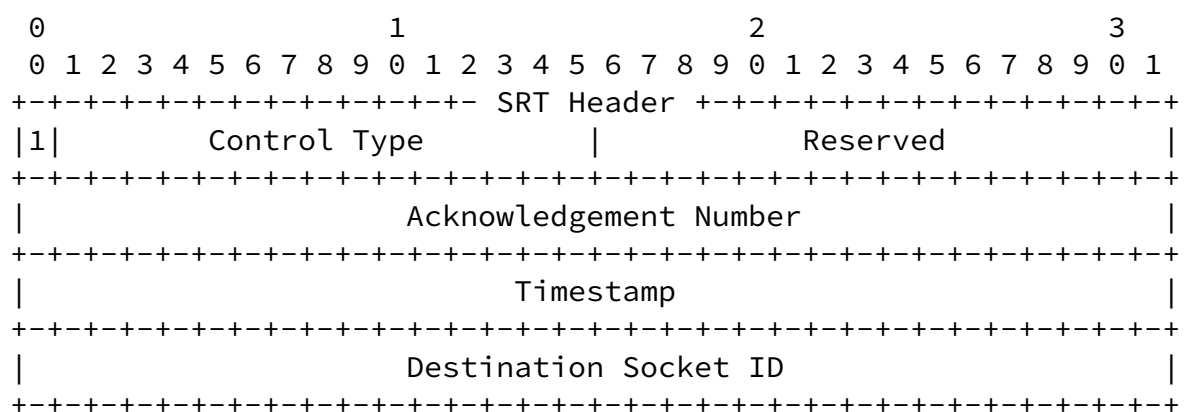 0                   1                   2                   3
 0 1 2 3 4 5 6 7 8 9 0 1 2 3 4 5 6 7 8 9 0 1 2 3 4 5 6 7 8 9 0 1
+-+-+-+-+-+-+-+-+-+-+-+-+- SRT Header +-+-+-+-+-+-+-+-+-+-+-+-+-+
|1|        Control Type         |           Reserved            |
+-+-+-+-+-+-+-+-+-+-+-+-+-+-+-+-+-+-+-+-+-+-+-+-+-+-+-+-+-+-+-+-+
|                     Acknowledgement Number                    |
+-+-+-+-+-+-+-+-+-+-+-+-+-+-+-+-+-+-+-+-+-+-+-+-+-+-+-+-+-+-+-+-+
|                           Timestamp                           |
+-+-+-+-+-+-+-+-+-+-+-+-+-+-+-+-+-+-+-+-+-+-+-+-+-+-+-+-+-+-+-+-+
|                     Destination Socket ID                     |
+-+-+-+-+-+-+-+-+-+-+-+-+-+-+-+-+-+-+-+-+-+-+-+-+-+-+-+-+-+-+-+-+